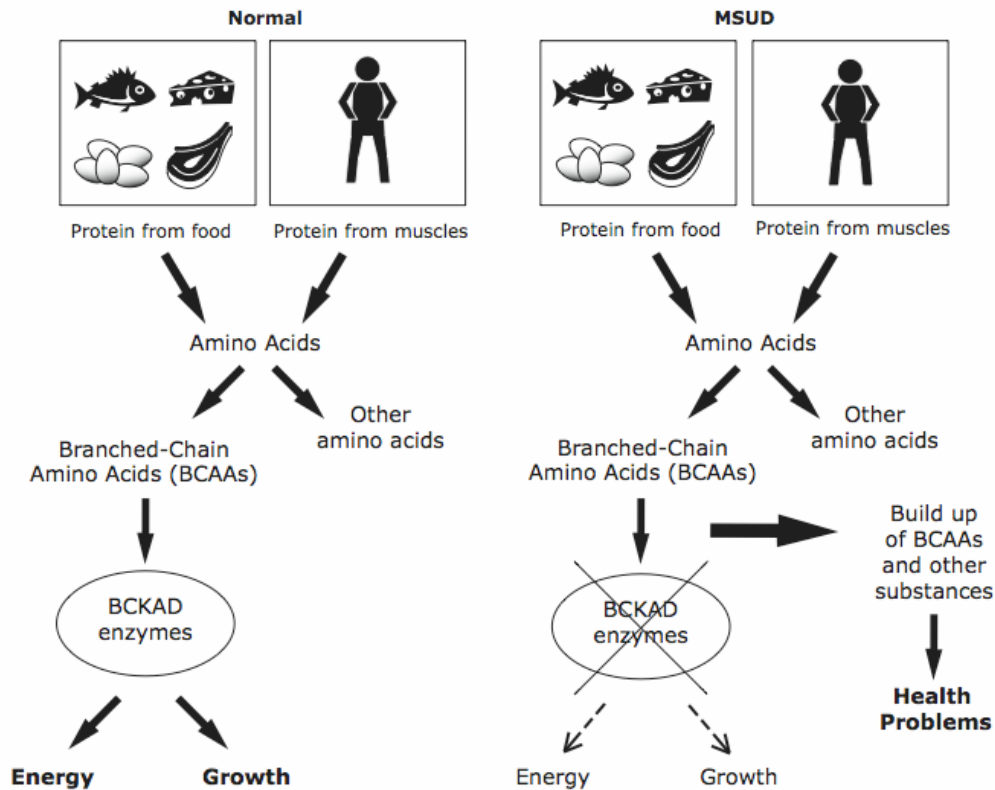 Normal
Protein from food
Protein from muscles
Amino Acids
Branched-Chain
Amino Acids (BCAAs)
Other
amino acids
BCKAD
enzymes
Energy
Growth
MSUD
Protein from food
Protein from muscles
Amino Acids
Branched-Chain
Amino Acids (BCAAs)
Other
amino acids
BCKAD
enzymes
Build up
of BCAAs
and other
substances
Health
Problems
Energy
Growth